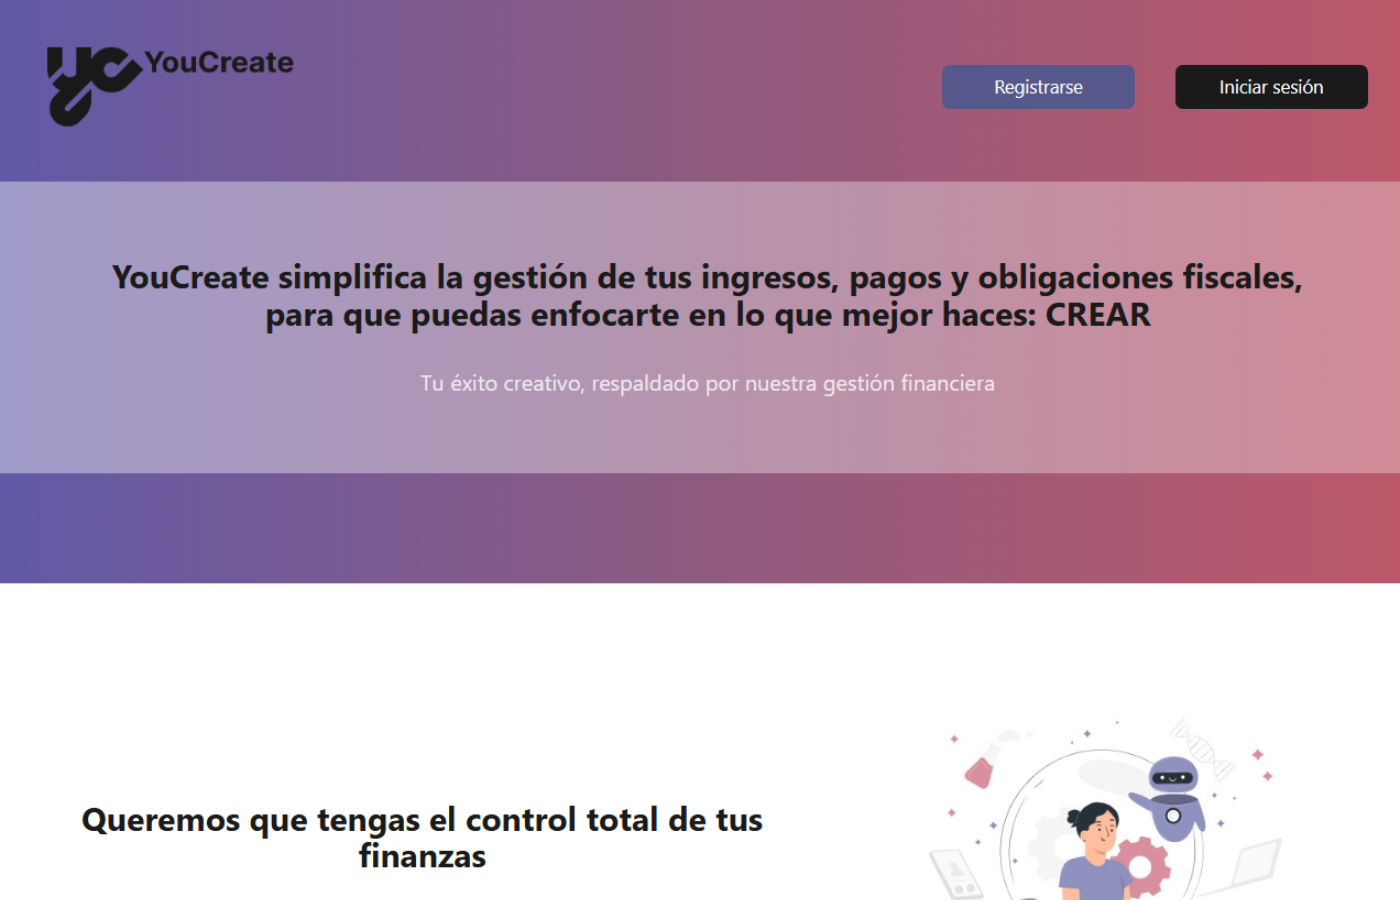 YouCreate
Registrarse
Iniciar sesión
YouCreate simplifica la gestión de tus ingresos, pagos y obligaciones fiscales,
para que puedas enfocarte en lo que mejor haces: CREAR
Tu éxito creativo, respaldado por nuestra gestión financiera
Queremos que tengas el control total de tus
finanzas